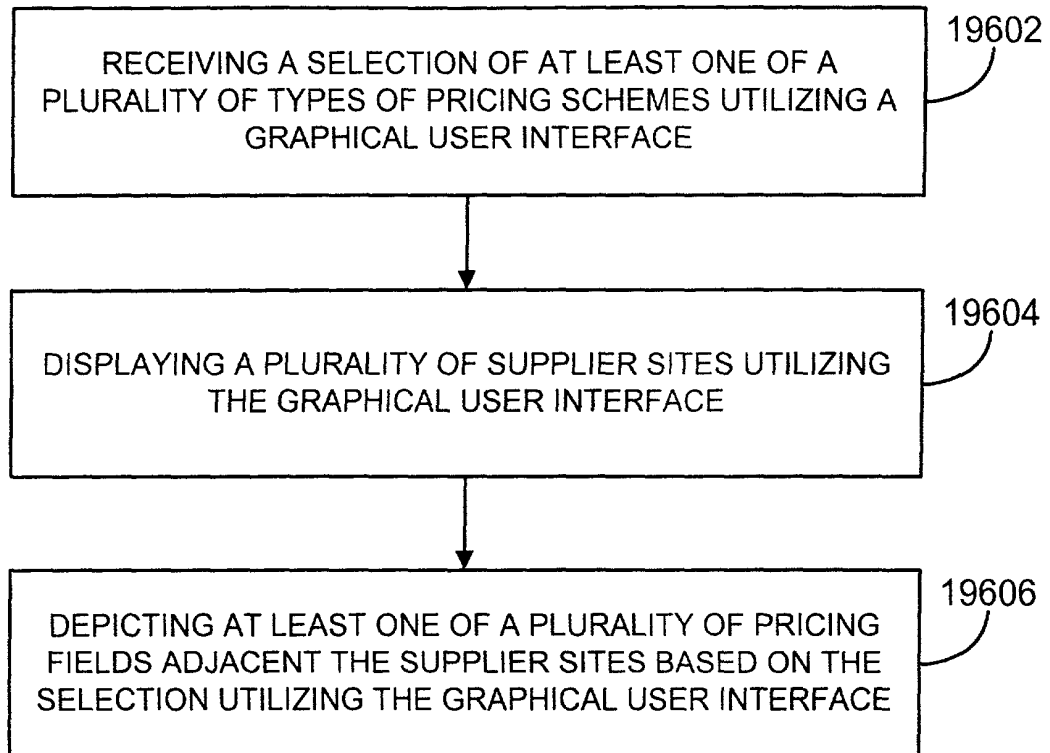 19602
RECEIVING A SELECTION OF AT LEAST ONE OF A
PLURALITY OF TYPES OF PRICING SCHEMES UTILIZING A
GRAPHICAL USER INTERFACE
19604
DISPLAYING A PLURALITY OF SUPPLIER SITES UTILIZING
THE GRAPHICAL USER INTERFACE
19606
DEPICTING AT LEAST ONE OF A PLURALITY OF PRICING
FIELDS ADJACENT THE SUPPLIER SITES BASED ON THE
SELECTION UTILIZING THE GRAPHICAL USER INTERFACE